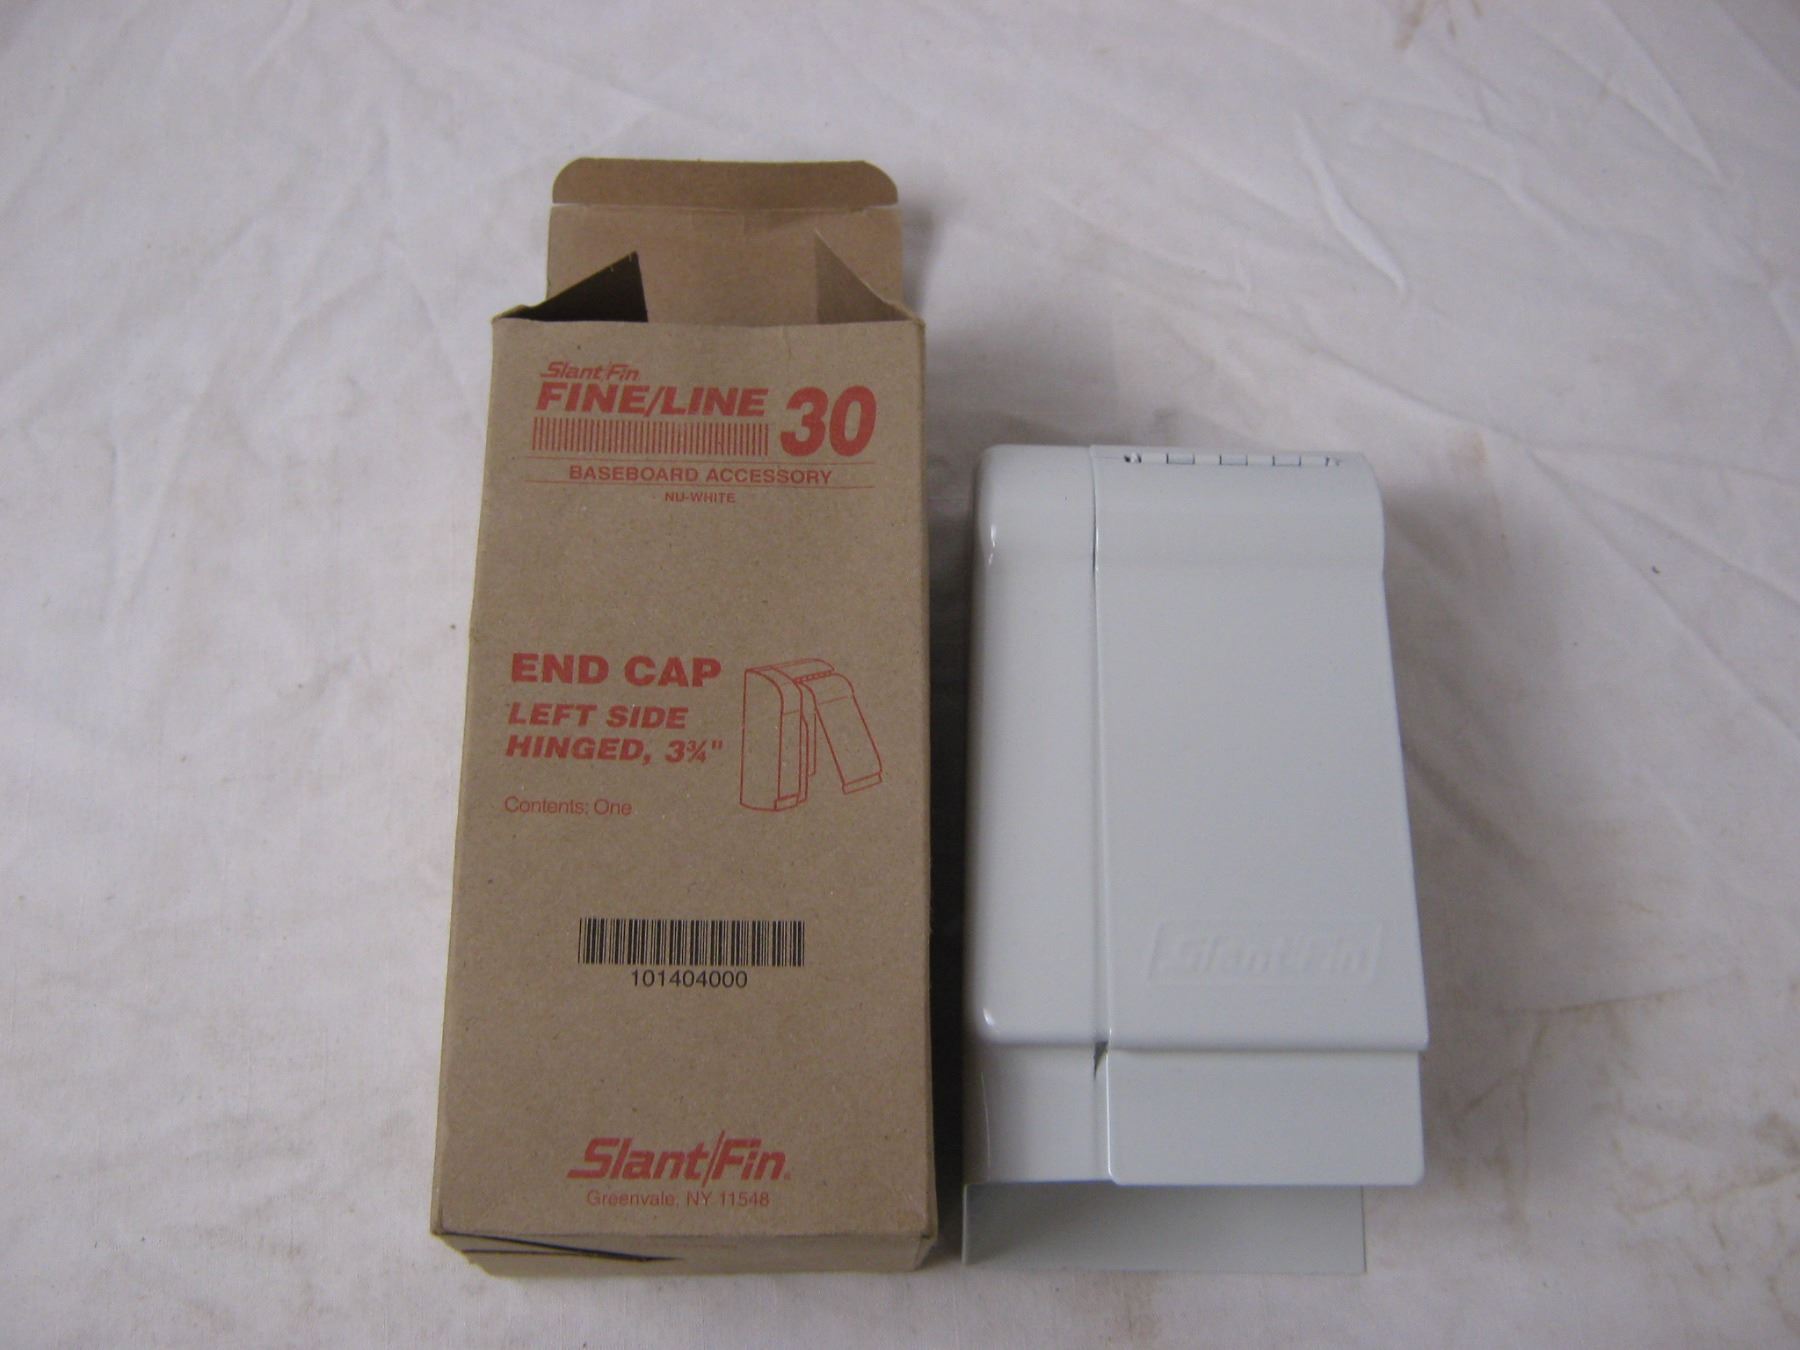 Slant/Fin
FINE/LINE 30
BASEBOARD ACCESSORY
NU-WHITE
END CAP
LEFT SIDE
HINGED, 3¾"
Contents: One
101404000
Slant/Fin®
Greenvale, NY 11548
Slant/Fin